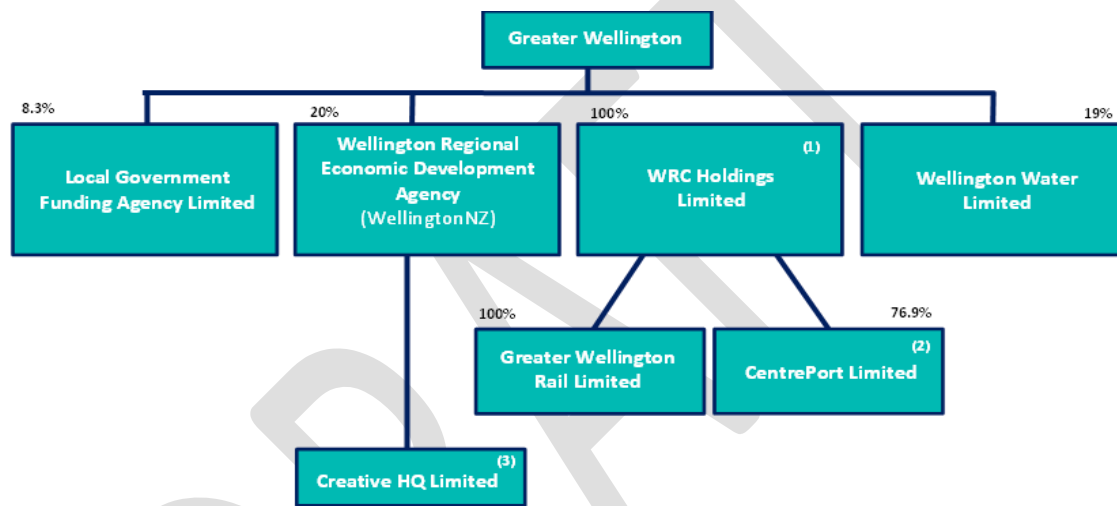 Greater Wellington
8.3%
20%
100%
19%
Local Government
Funding Agency Limited
Wellington Regional
Economic Development
Agency
(WellingtonNZ)
(1)
WRC Holdings
Limited
Wellington Water
Limited
100%
76.9%
Greater Wellington
Rail Limited
(2)
CentrePort Limited
(3)
Creative HQ Limited